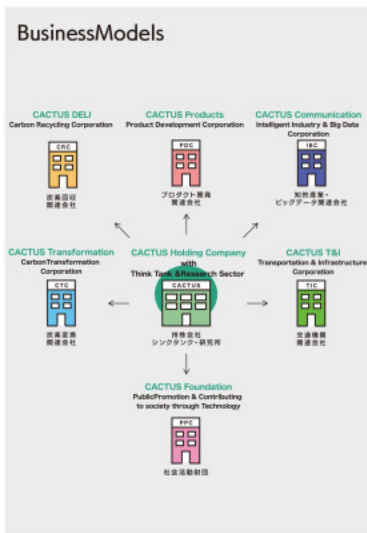 BusinessModels
CACTUS DELI
Carbon Recycling Corporation
CRC
炭素回収
関連会社
CACTUS Products
Product Development Corporation
PDC
プロダクト開発
関連会社
CACTUS Communication
Intelligent Industry & Big Data
Corporation
IBC
知的産業・
ビッグデータ関連会社
CACTUS Transformation
CarbonTransformation
Corporation
CTC
炭素変換
関連会社
CACTUS Holding Company
with
Think Tank &Research Sector
CACTUS
持株会社
シンクタンク・研究所
CACTUS T&I
Transportation & Infrastructure
Corporation
TIC
交通機関
関連会社
CACTUS Foundation
PublicPromotion & Contributing
to society through Technology
PPC
社会活動財団